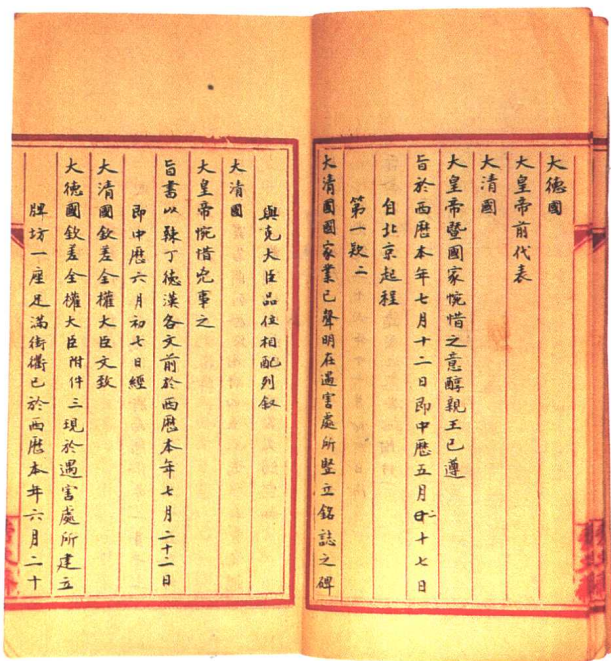 大德國
大皇帝前代表
大清國
大皇帝暨國家惋惜之意醇親王已遵
旨於西歷本年七月十二日即中歷五月二十七日
自北京起程
第一款二
大清國國家業已聲明在遇害處所竪立銘誌之碑
與克大臣品位相配列敘
大清國
大皇帝惋惜兇事之
旨書以辣丁德漢各文前於西歷本年七月二十二日
即中歷六月初七日經
大清國欽差全權大臣文致
大德國欽差全權大臣附件三現於遇害處所建立
牌坊一座足滿街衢已於西歷本年六月二十